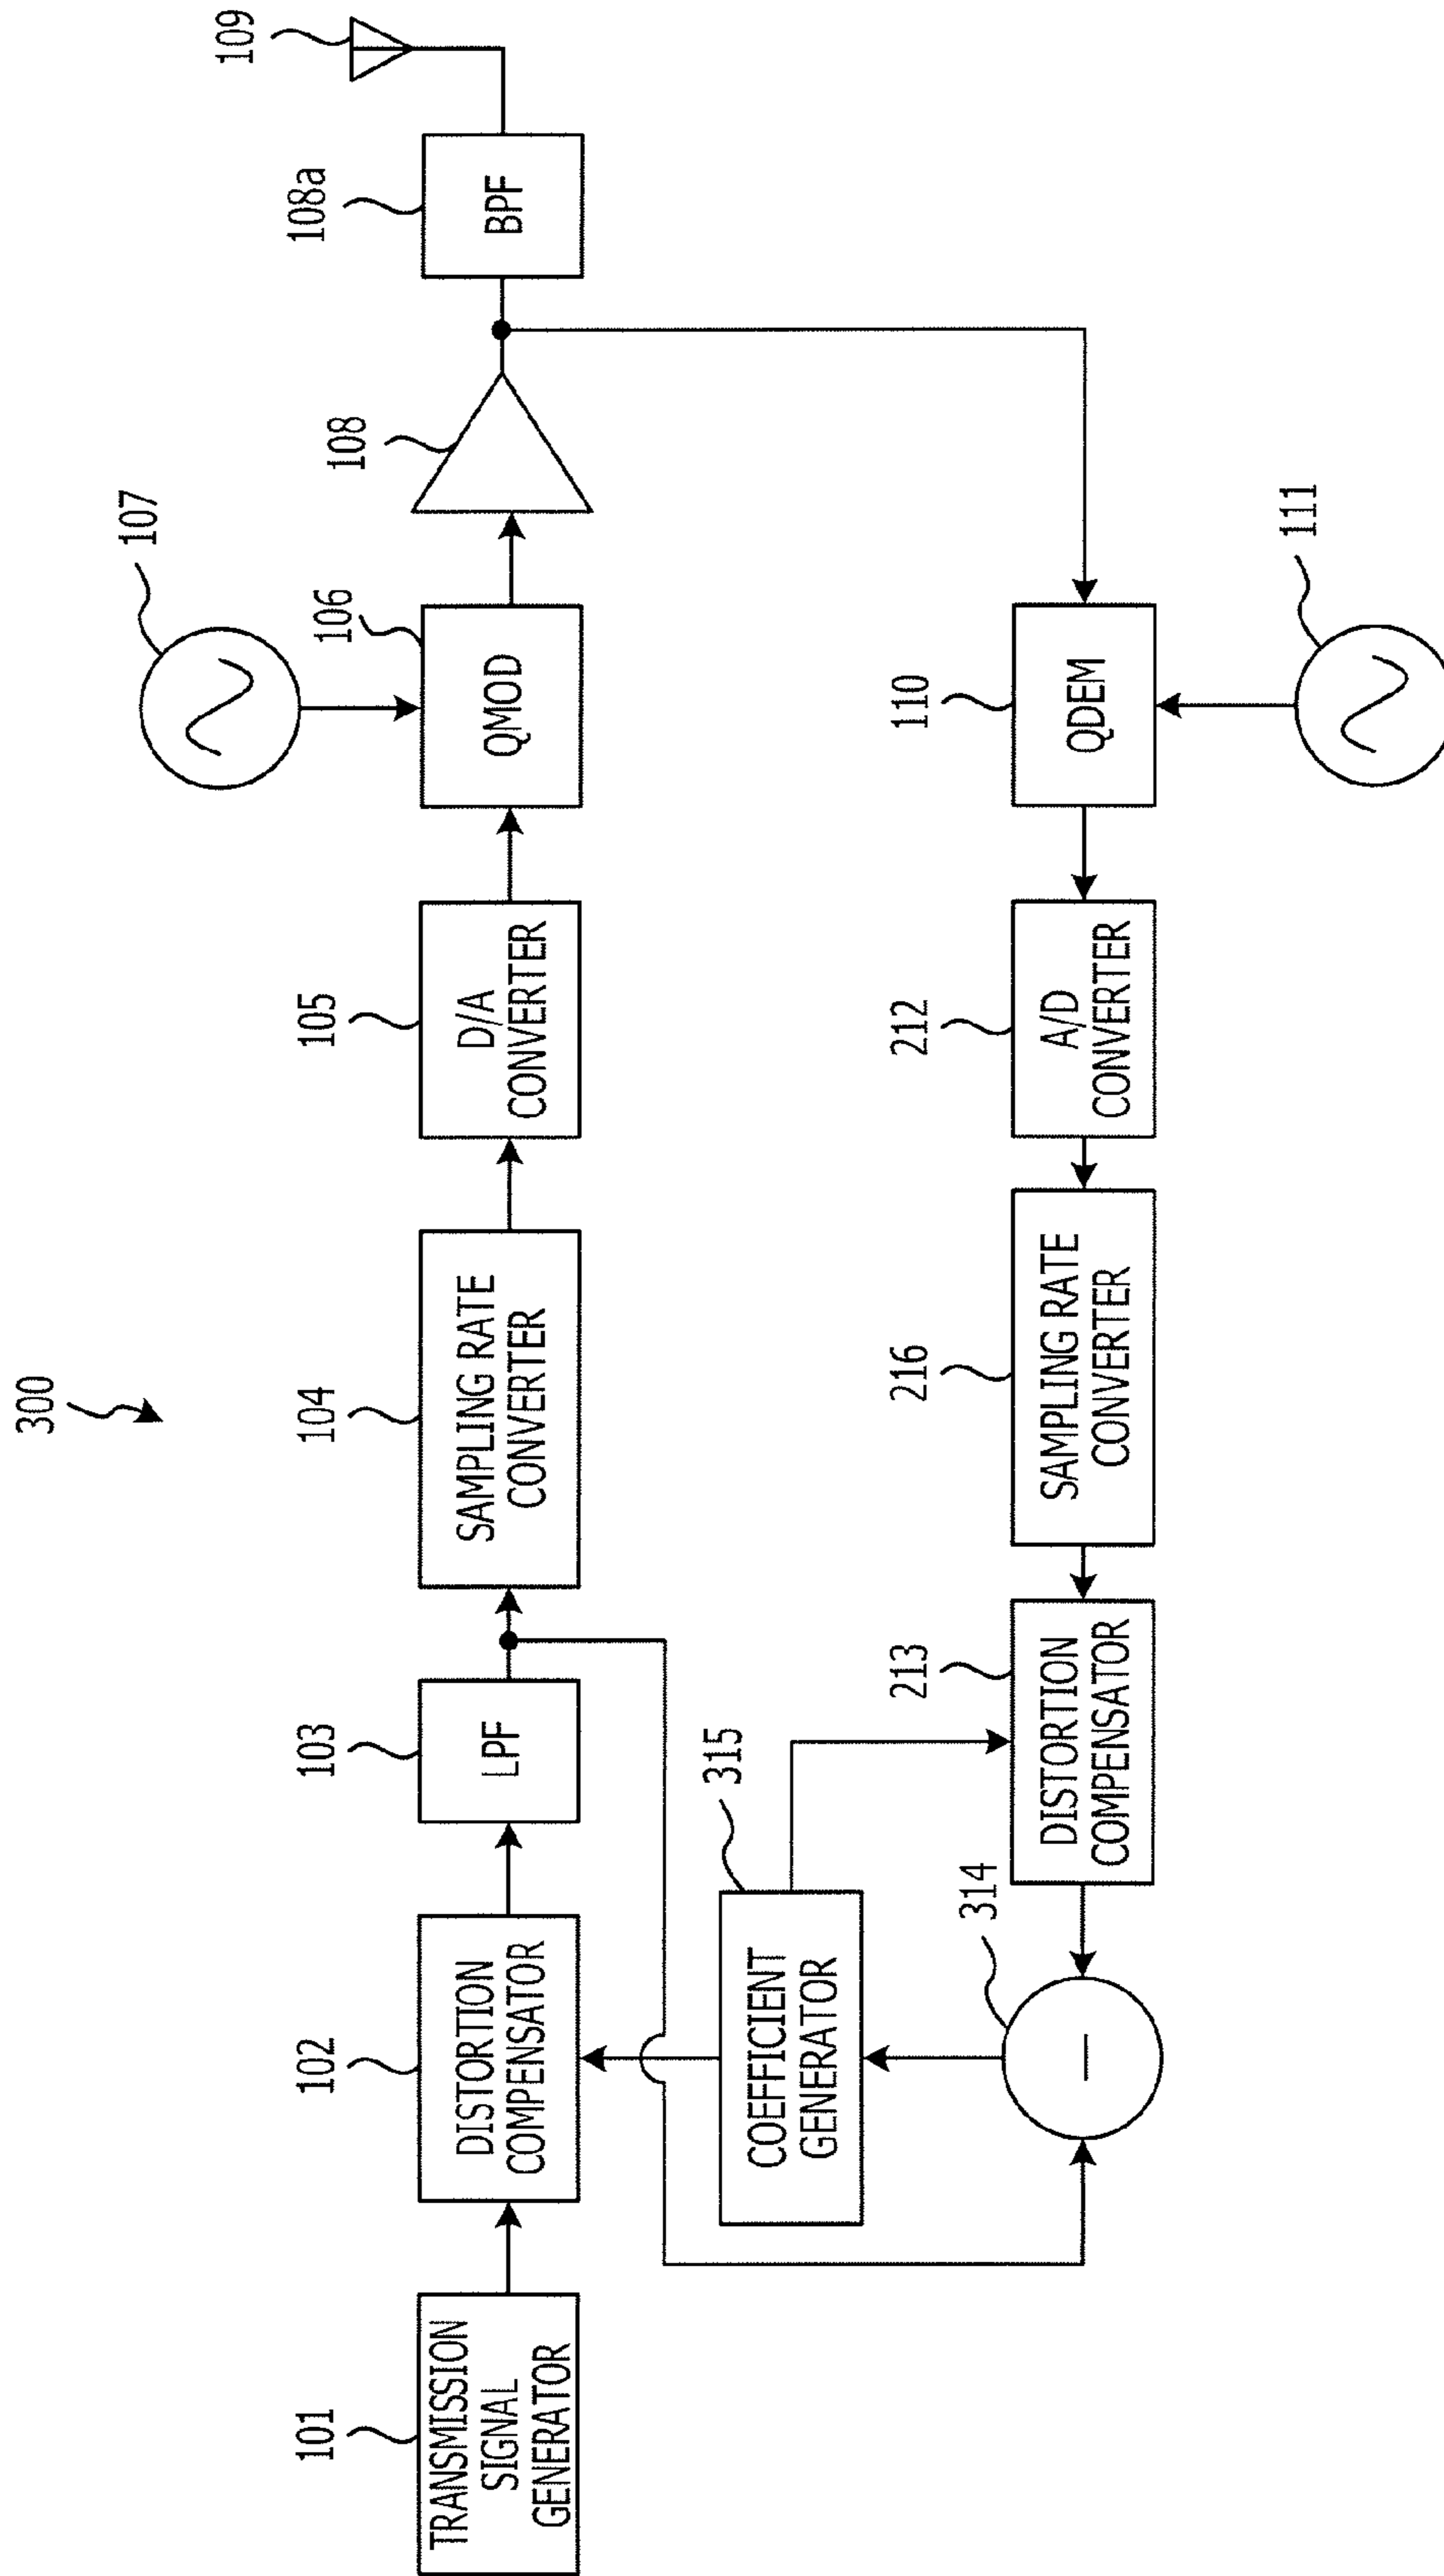 300
101
TRANSMISSION
SIGNAL
GENERATOR
102
DISTORTION
COMPENSATOR
103
LPF
104
SAMPLING RATE
CONVERTER
105
D/A
CONVERTER
106
QMOD
107
108
108a
BPF
109
315
COEFFICIENT
GENERATOR
314
213
DISTORTION
COMPENSATOR
216
SAMPLING RATE
CONVERTER
212
A/D
CONVERTER
110
QDEM
111